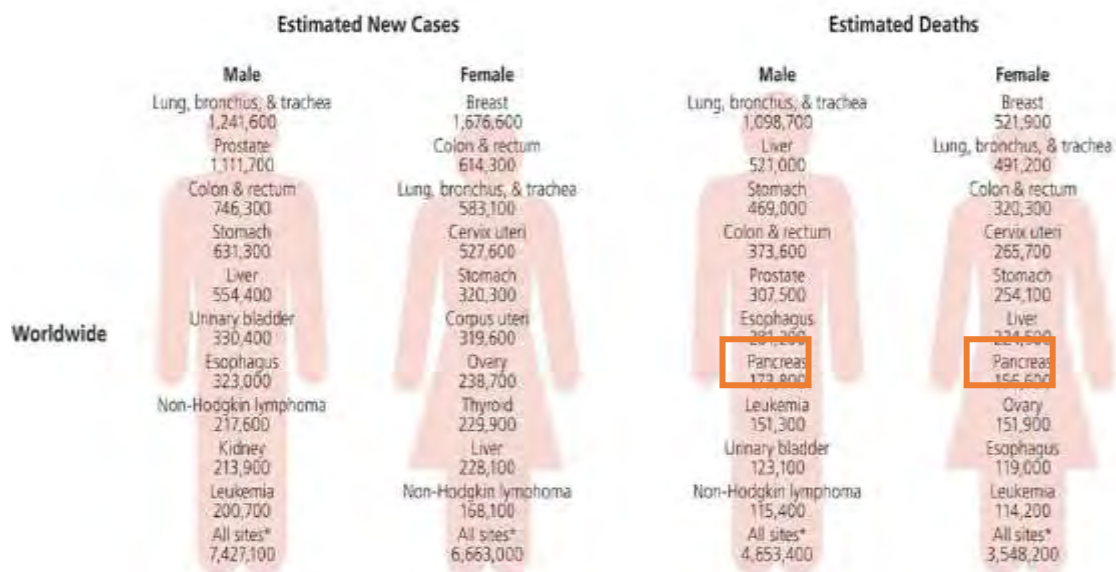 Estimated New Cases
Estimated Deaths
Male
Female
Male
Female
Lung, bronchus, & trachea
1,241,600
Prostate
1,111,700
Colon & rectum
746,300
Stomach
631,300
Liver
554,400
Urinary bladder
330,400
Esophagus
323,000
Non-Hodgkin lymphoma
217,600
Kidney
213,900
Leukemia
200,700
All sites*
7,427,100
Breast
1,676,600
Colon & rectum
614,300
Lung, bronchus, & trachea
583,100
Cervix uteri
527,600
Stomach
320,300
Corpus uteri
319,600
Ovary
238,700
Thyroid
229,900
Liver
228,100
Non-Hodgkin lymphoma
168,100
All sites*
6,663,000
Lung, bronchus, & trachea
1,098,700
Liver
521,000
Stomach
469,000
Colon & rectum
373,600
Prostate
307,500
Esophagus
281,200
Pancreas
173,800
Leukemia
151,300
Urinary bladder
123,100
Non-Hodgkin lymphoma
115,400
All sites*
4,653,400
Breast
521,900
Lung, bronchus, & trachea
491,200
Colon & rectum
320,300
Cervix uteri
265,700
Stomach
254,100
Liver
224,500
Pancreas
156,600
Ovary
151,900
Esophagus
119,000
Leukemia
114,200
All sites*
3,548,200
Worldwide